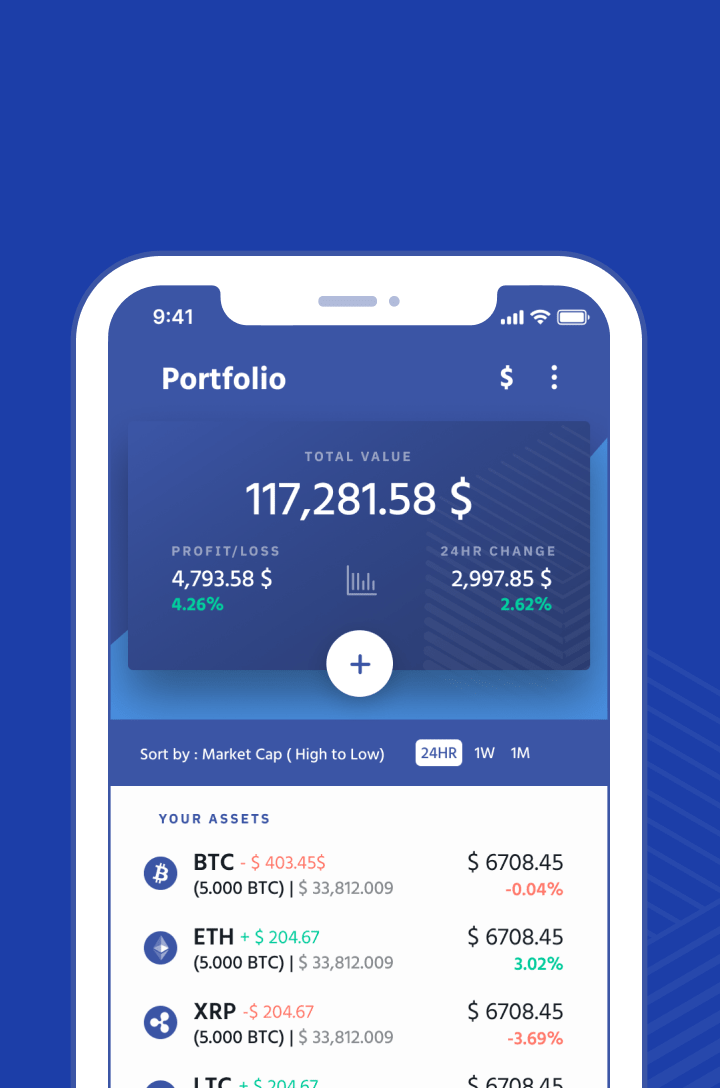 9:41
Portfolio $
TOTAL VALUE
117,281.58 $
PROFIT/LOSS 24HR CHANGE
4,793.58 $ 2,997.85 $
4.26% 2.62%
+
Sort by : Market Cap ( High to Low) 24HR 1W 1M
YOUR ASSETS
BTC - $ 403.45$ $ 6708.45
(5.000 BTC) | $ 33,812.009 -0.04%
ETH + $ 204.67 $ 6708.45
(5.000 BTC) | $ 33,812.009 3.02%
XRP -$ 204.67 $ 6708.45
(5.000 BTC) | $ 33,812.009 -3.69%
LTC + $ 204.67 $ 6708.45